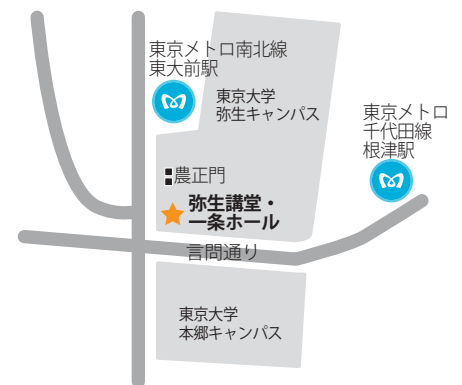 東京メトロ南北線
東大前駅
東京大学
弥生キャンパス
東京メトロ
千代田線
根津駅
農正門
弥生講堂・
一条ホール
言問通り
東京大学
本郷キャンパス